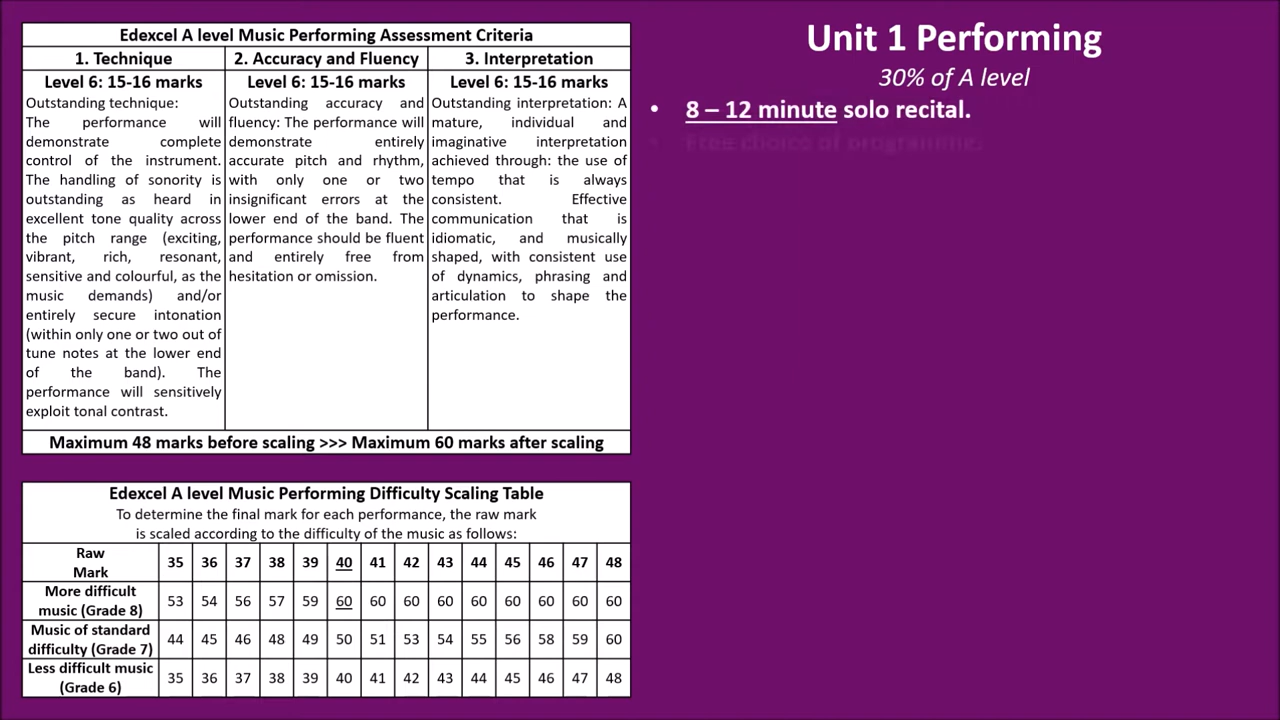 Edexcel A level Music Performing Assessment Criteria
1. Technique
2. Accuracy and Fluency
3. Interpretation
Level 6: 15-16 marks
Outstanding technique:
The performance will
demonstrate complete
control of the instrument.
The handling of sonority is
outstanding as heard in
excellent tone quality across
the pitch range (exciting,
vibrant, rich, resonant,
sensitive and colourful, as the
music demands) and/or
entirely secure intonation
(within only one or two out of
tune notes at the lower end
of the band). The
performance will sensitively
exploit tonal contrast.
Level 6: 15-16 marks
Outstanding accuracy and
fluency: The performance will
demonstrate entirely
accurate pitch and rhythm,
with only one or two
insignificant errors at the
lower end of the band. The
performance should be fluent
and entirely free from
hesitation or omission.
Level 6: 15-16 marks
Outstanding interpretation: A
mature, individual and
imaginative interpretation
achieved through: the use of
tempo that is always
consistent. Effective
communication that is
idiomatic, and musically
shaped, with consistent use
of dynamics, phrasing and
articulation to shape the
performance.
Maximum 48 marks before scaling >>> Maximum 60 marks after scaling
Edexcel A level Music Performing Difficulty Scaling Table
To determine the final mark for each performance, the raw mark
is scaled according to the difficulty of the music as follows:
Raw
Mark
35 36 37 38 39 40 41 42 43 44 45 46 47 48
More difficult
music (Grade 8)
53 54 56 57 59 60 60 60 60 60 60 60 60 60
Music of standard
difficulty (Grade 7)
44 45 46 48 49 50 51 53 54 55 56 58 59 60
Less difficult music
(Grade 6)
35 36 37 38 39 40 41 42 43 44 45 46 47 48
Unit 1 Performing
30% of A level
• 8 – 12 minute solo recital.
• Free choice of programme.